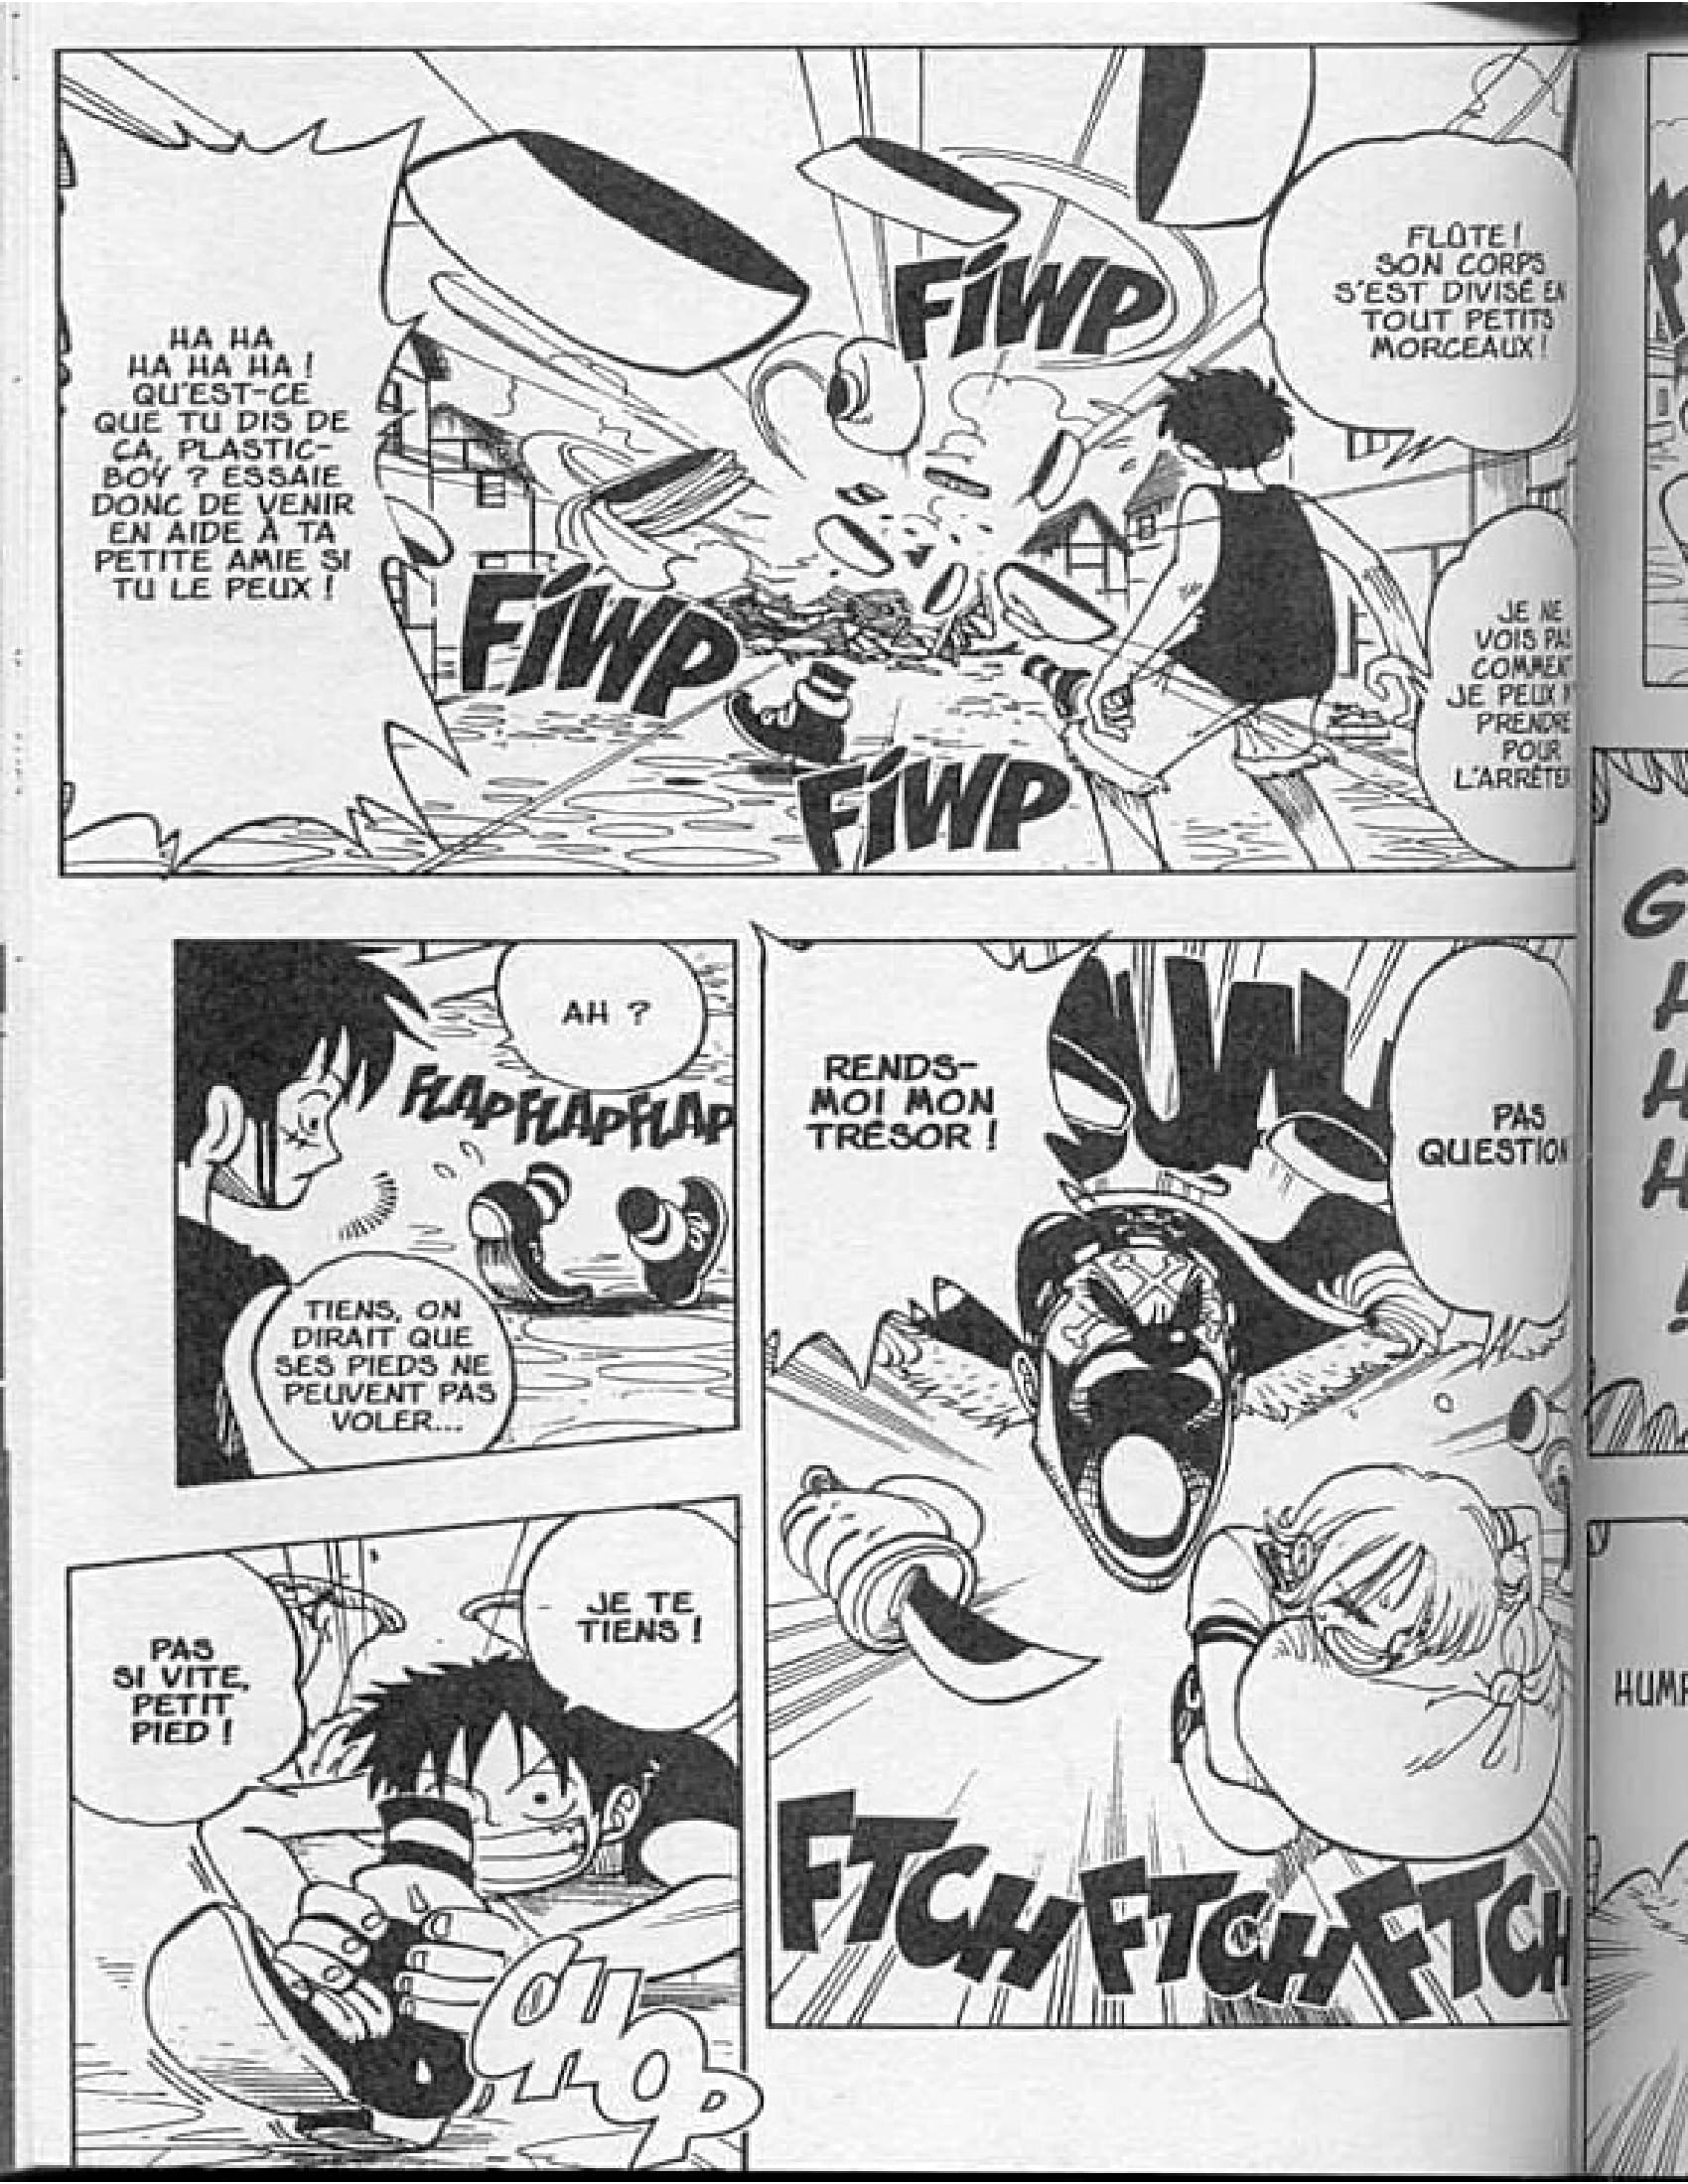 FLÛTE !
SON CORPS
S'EST DIVISÉ EN
TOUT PETITS
MORCEAUX !
JE NE
VOIS PAS
COMMENT
JE PEUX
PRENDRE
POUR
L'ARRÊTER
FIWP
FIWP
FIWP
HA HA
HA HA HA !
QU'EST-CE
QUE TU DIS DE
ÇA, PLASTIC-
BOY ? ESSAIE
DONC DE VENIR
EN AIDE À TA
PETITE AMIE SI
TU LE PEUX !
PAS
QUESTION
RENDS-
MOI MON
TRÉSOR !
FTCH FTCH FTCH
AH ?
FLAP FLAP FLAP
TIENS, ON
DIRAIT QUE
SES PIEDS NE
PEUVENT PAS
VOLER...
JE TE
TIENS !
PAS
SI VITE,
PETIT
PIED !
CHOP